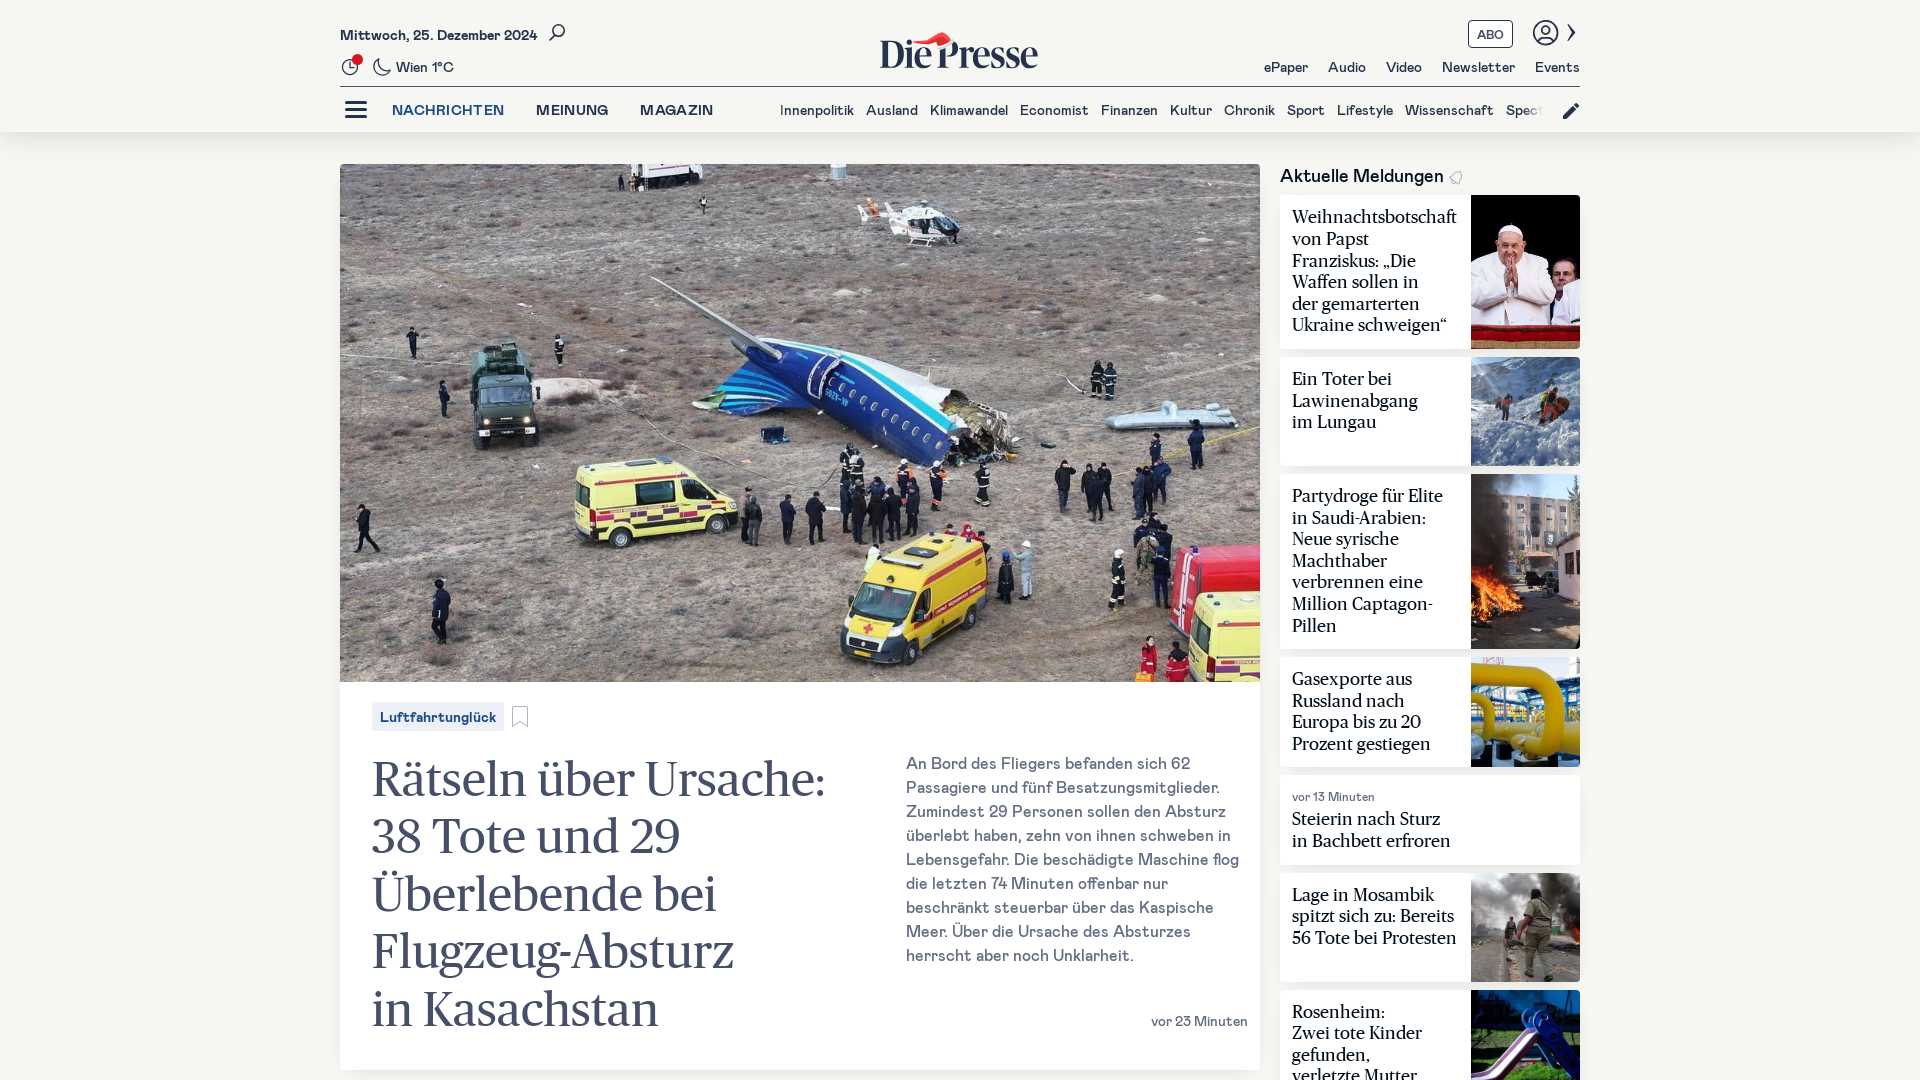 Mittwoch, 25. Dezember 2024
Wien 1°C
Die Presse
ABO
ePaper Audio Video Newsletter Events
NACHRICHTEN MEINUNG MAGAZIN
Innenpolitik Ausland Klimawandel Economist Finanzen Kultur Chronik Sport Lifestyle Wissenschaft Spect
Luftfahrtunglück
Rätseln über Ursache:
38 Tote und 29
Überlebende bei
Flugzeug-Absturz
in Kasachstan
An Bord des Fliegers befanden sich 62
Passagiere und fünf Besatzungsmitglieder.
Zumindest 29 Personen sollen den Absturz
überlebt haben, zehn von ihnen schweben in
Lebensgefahr. Die beschädigte Maschine flog
die letzten 74 Minuten offenbar nur
beschränkt steuerbar über das Kaspische
Meer. Über die Ursache des Absturzes
herrscht aber noch Unklarheit.
vor 23 Minuten
Aktuelle Meldungen
Weihnachtsbotschaft
von Papst
Franziskus: „Die
Waffen sollen in
der gemarterten
Ukraine schweigen“
Ein Toter bei
Lawinenabgang
im Lungau
Partydroge für Elite
in Saudi-Arabien:
Neue syrische
Machthaber
verbrennen eine
Million Captagon-
Pillen
Gasexporte aus
Russland nach
Europa bis zu 20
Prozent gestiegen
vor 13 Minuten
Steierin nach Sturz
in Bachbett erfroren
Lage in Mosambik
spitzt sich zu: Bereits
56 Tote bei Protesten
Rosenheim:
Zwei tote Kinder
gefunden,
verletzte Mutter